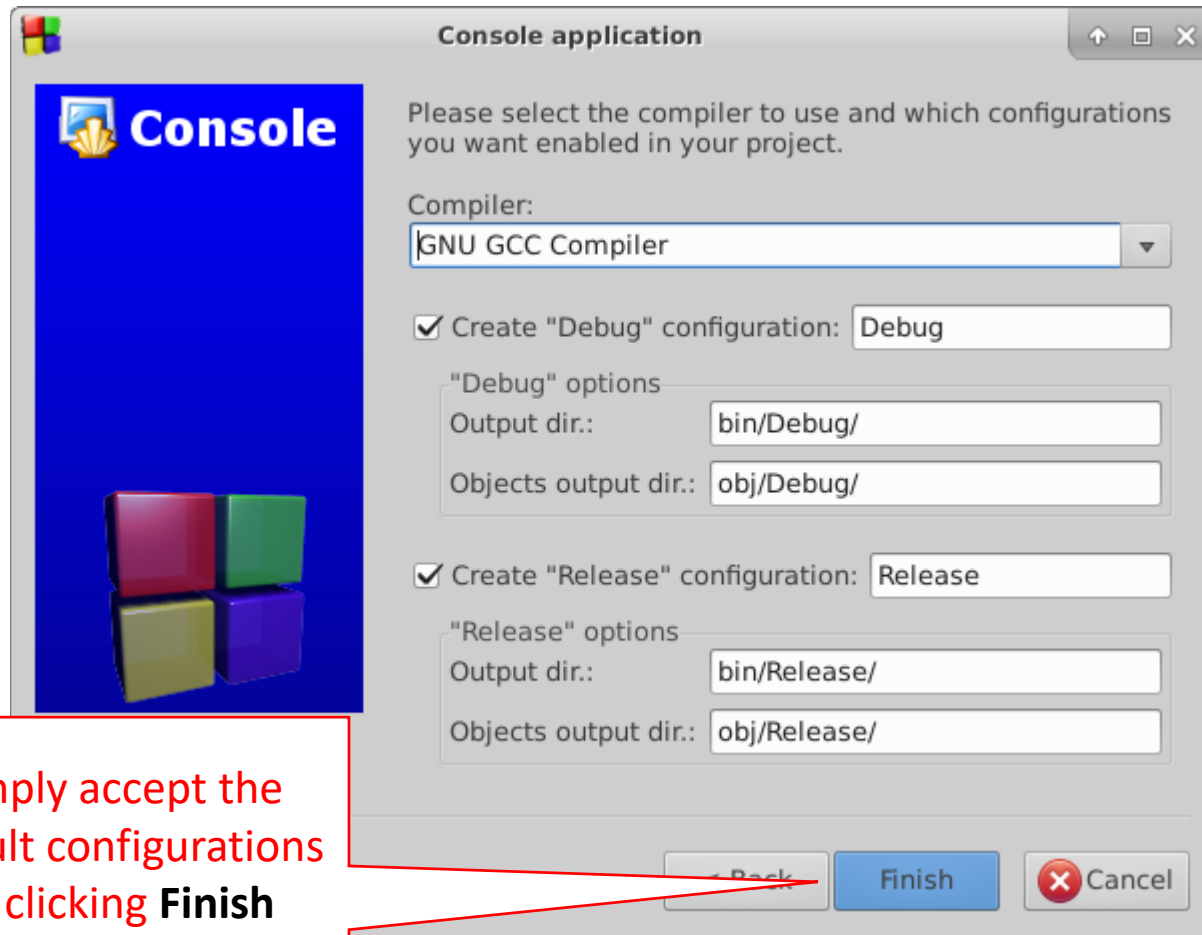 Console application
Console
Please select the compiler to use and which configurations
you want enabled in your project.
Compiler:
GNU GCC Compiler
Create "Debug" configuration: Debug
"Debug" options
Output dir.: bin/Debug/
Objects output dir.: obj/Debug/
Create "Release" configuration: Release
"Release" options
Output dir.: bin/Release/
Objects output dir.: obj/Release/
mply accept the
ult configurations
clicking Finish
< Back Finish Cancel